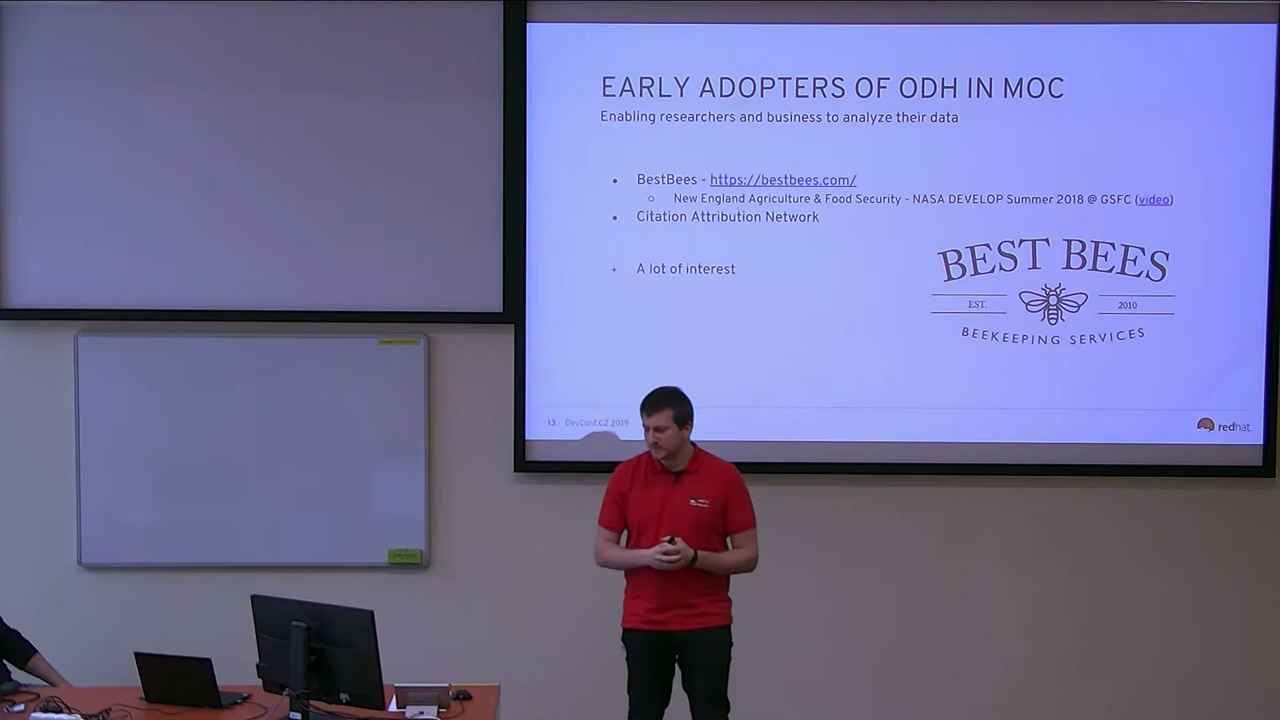 EARLY ADOPTERS OF ODH IN MOC
Enabling researchers and business to analyze their data
• BestBees - https://bestbees.com/
○ New England Agriculture & Food Security - NASA DEVELOP Summer 2018 @ GSFC (video)
• Citation Attribution Network
+ A lot of interest
BEST BEES
EST. 2010
BEEKEEPING SERVICES
13 DevConf.CZ 2019
redhat